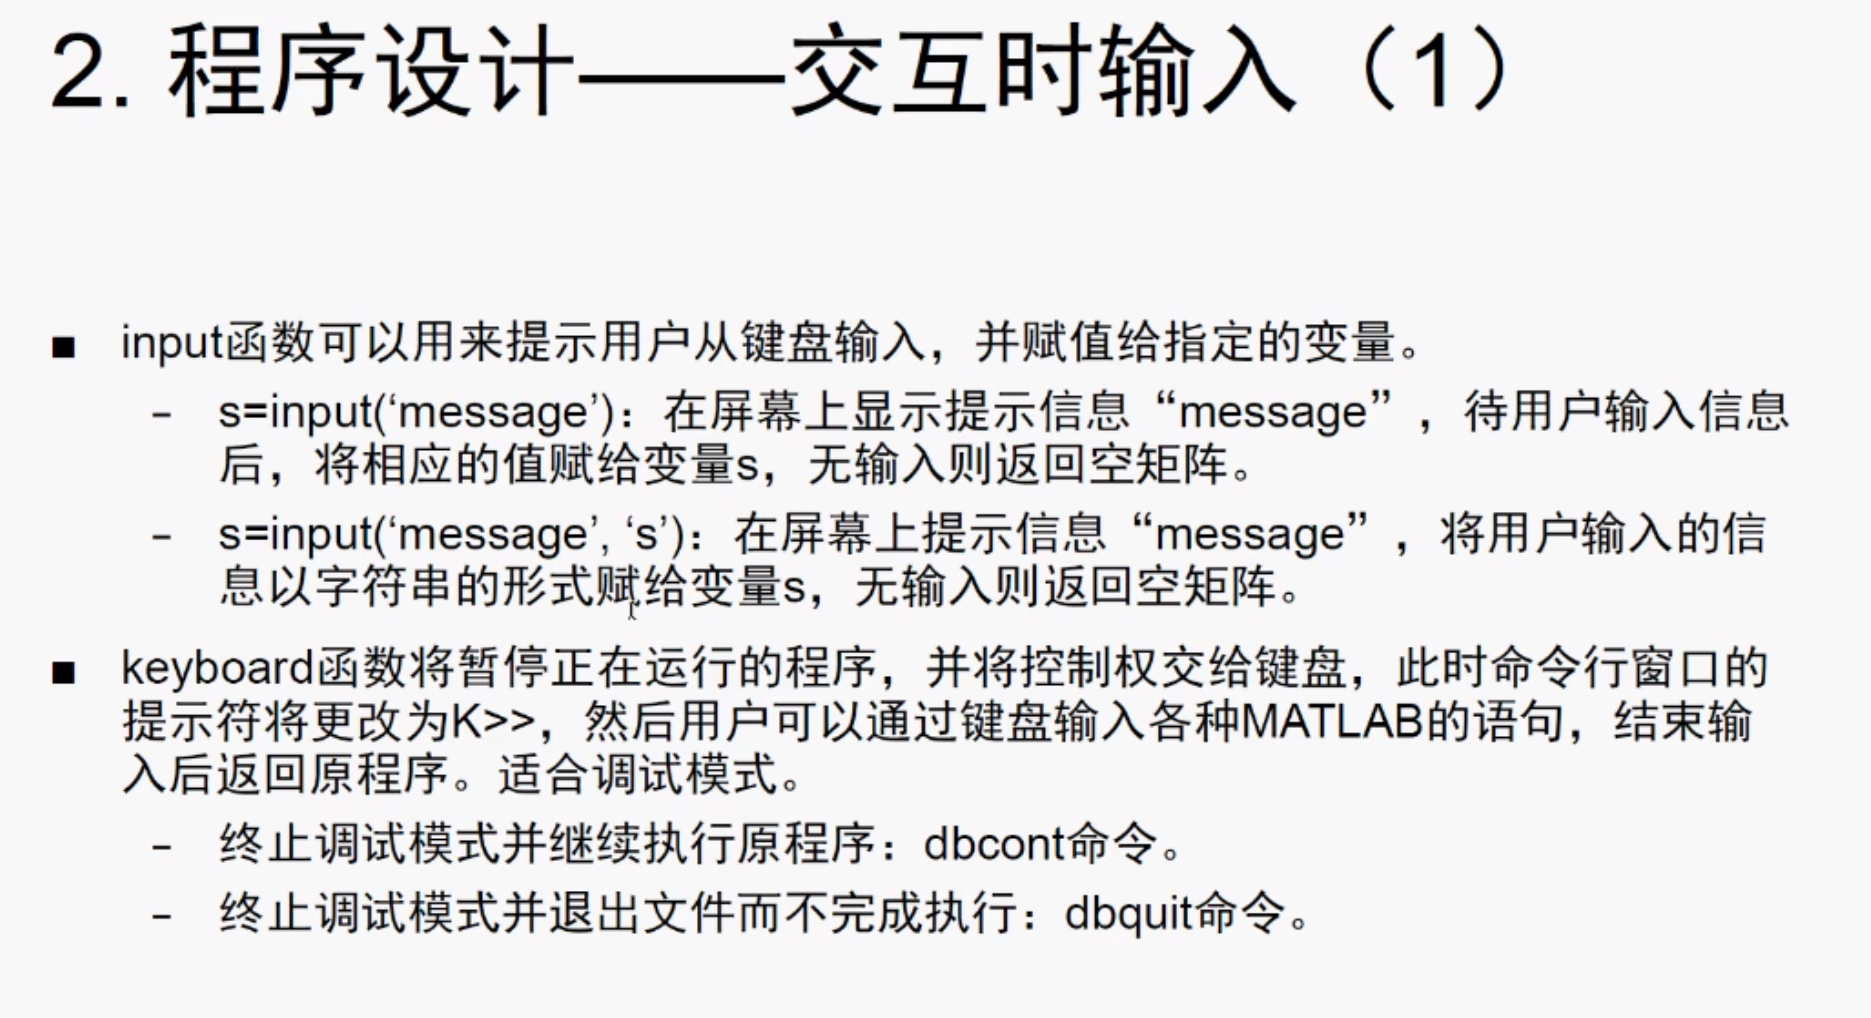 2. 程序设计——交互时输入（1）
■ input函数可以用来提示用户从键盘输入，并赋值给指定的变量。
– s=input(‘message’)：在屏幕上显示提示信息“message”，待用户输入信息
后，将相应的值赋给变量s，无输入则返回空矩阵。
– s=input(‘message’, ‘s’)：在屏幕上提示信息“message”，将用户输入的信
息以字符串的形式赋给变量s，无输入则返回空矩阵。
■ keyboard函数将暂停正在运行的程序，并将控制权交给键盘，此时命令行窗口的
提示符将更改为K>>，然后用户可以通过键盘输入各种MATLAB的语句，结束输
入后返回原程序。适合调试模式。
– 终止调试模式并继续执行原程序：dbcont命令。
– 终止调试模式并退出文件而不完成执行：dbquit命令。